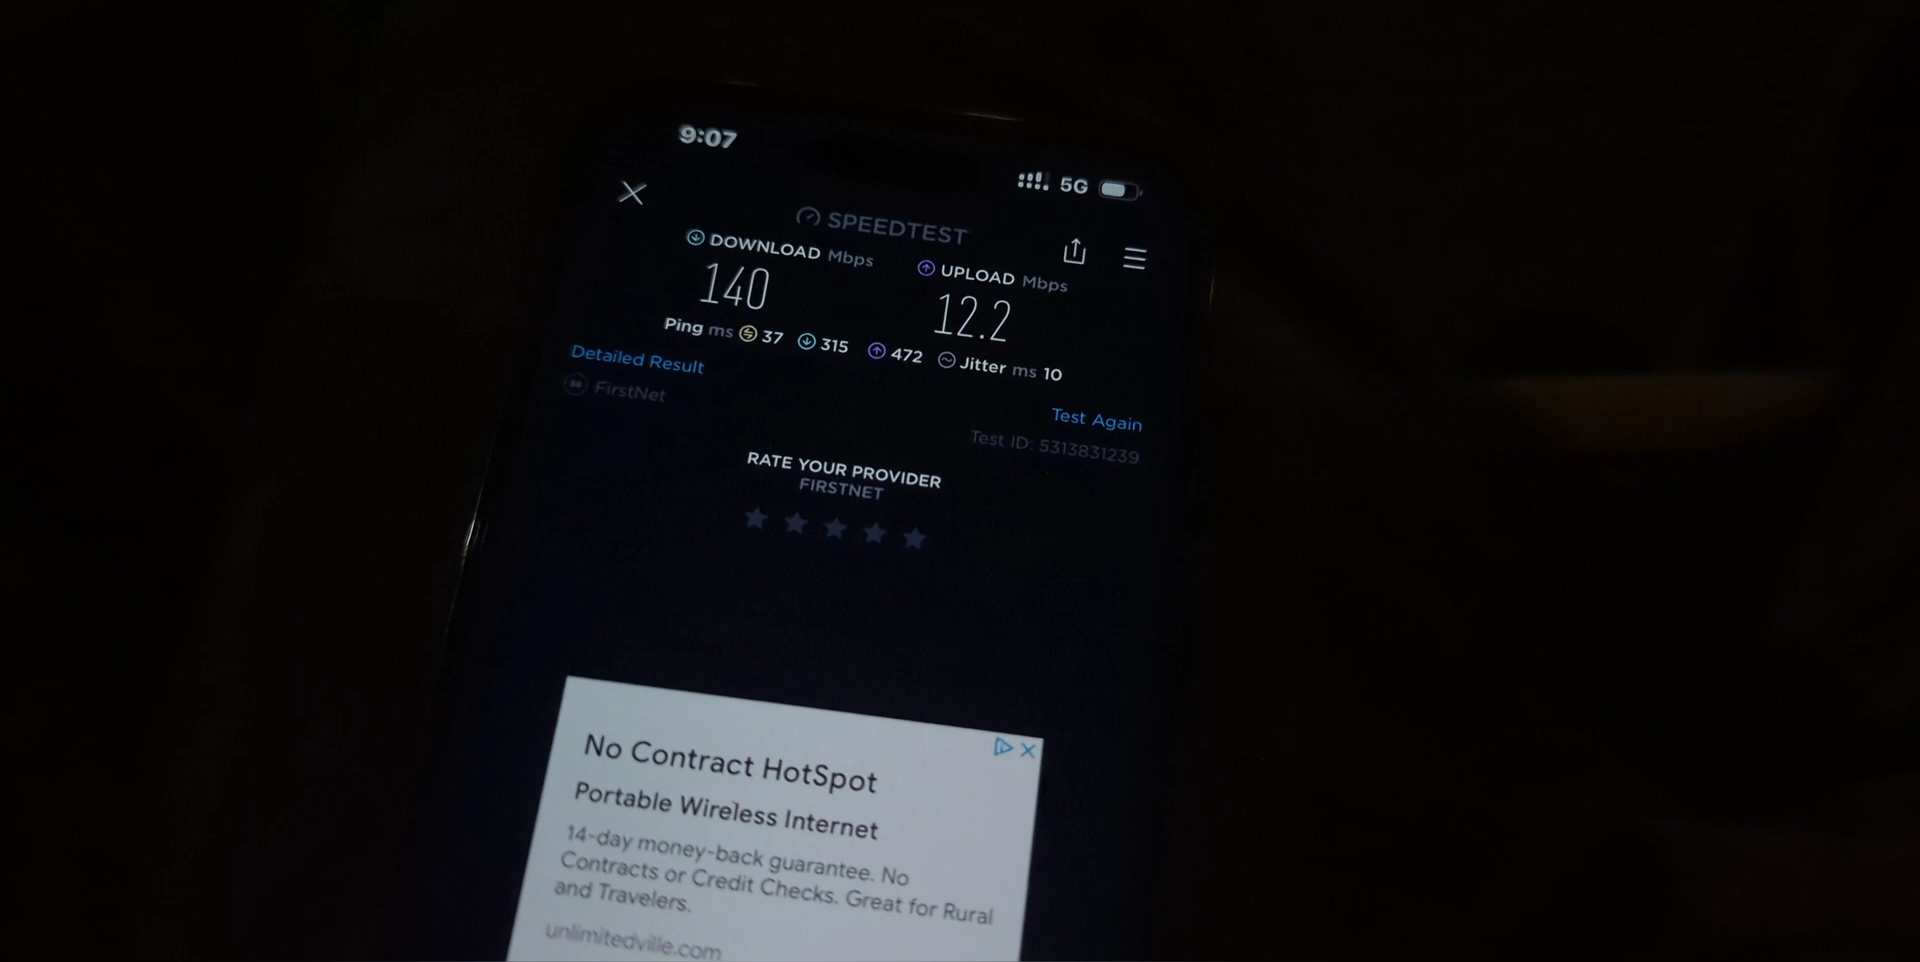 9:07
5G
SPEEDTEST
DOWNLOAD Mbps
140
UPLOAD Mbps
12.2
Ping ms 37 315 472 Jitter ms 10
Detailed Result
FirstNet
Test Again
Test ID: 5313831239
RATE YOUR PROVIDER
FIRSTNET
No Contract HotSpot
Portable Wireless Internet
14-day money-back guarantee. No
Contracts or Credit Checks. Great for Rural
and Travelers.
unlimitedville.com